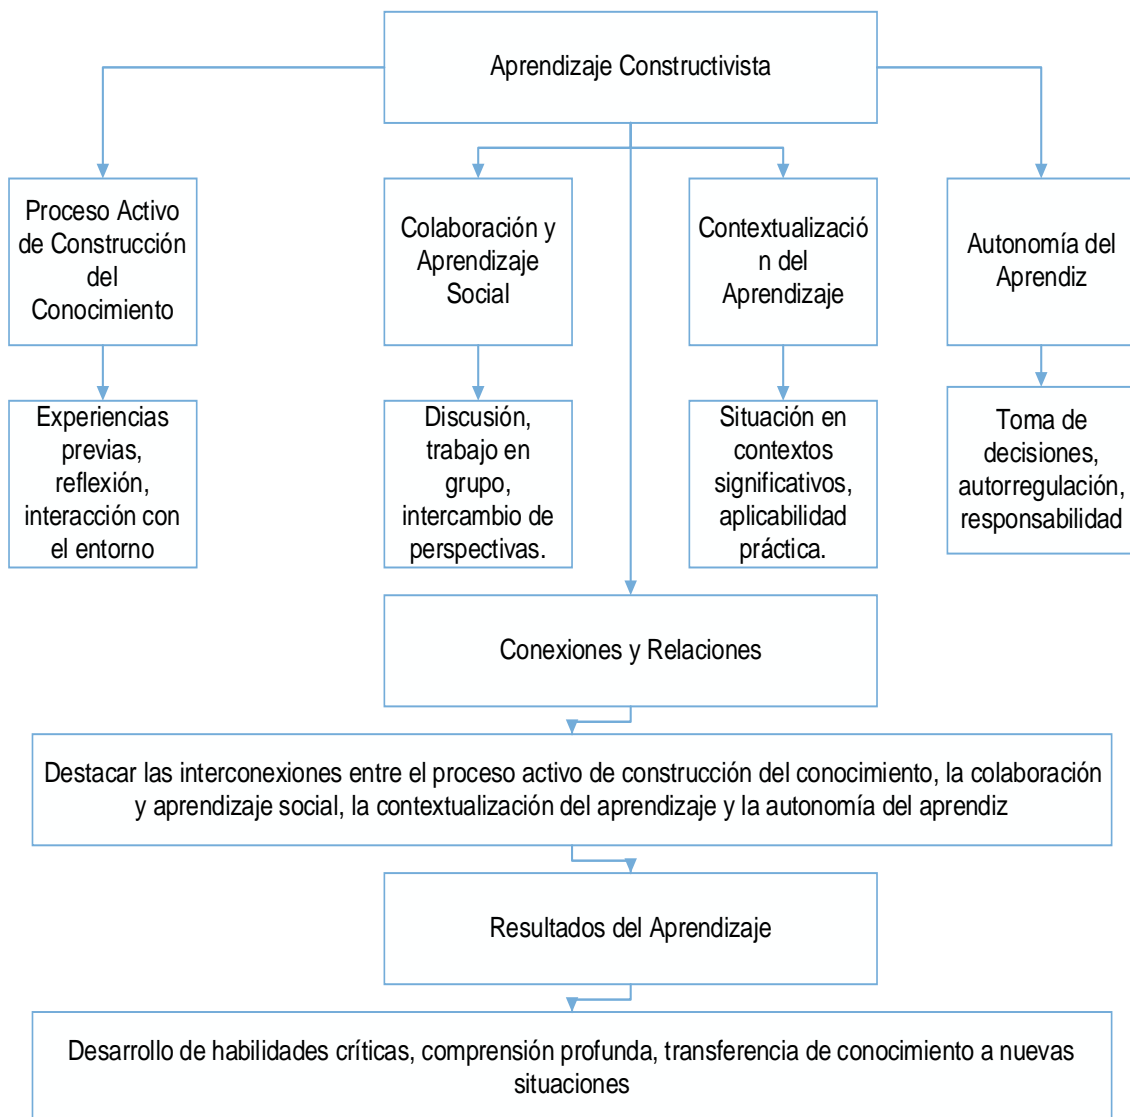 Aprendizaje Constructivista
Proceso Activo
de Construcción
del
Conocimiento
Colaboración y
Aprendizaje
Social
Contextualizació
n del
Aprendizaje
Autonomía del
Aprendiz
Experiencias
previas,
reflexión,
interacción con
el entorno
Discusión,
trabajo en
grupo,
intercambio de
perspectivas.
Situación en
contextos
significativos,
aplicabilidad
práctica.
Toma de
decisiones,
autorregulación,
responsabilidad
Conexiones y Relaciones
Destacar las interconexiones entre el proceso activo de construcción del conocimiento, la colaboración
y aprendizaje social, la contextualización del aprendizaje y la autonomía del aprendiz
Resultados del Aprendizaje
Desarrollo de habilidades críticas, comprensión profunda, transferencia de conocimiento a nuevas
situaciones